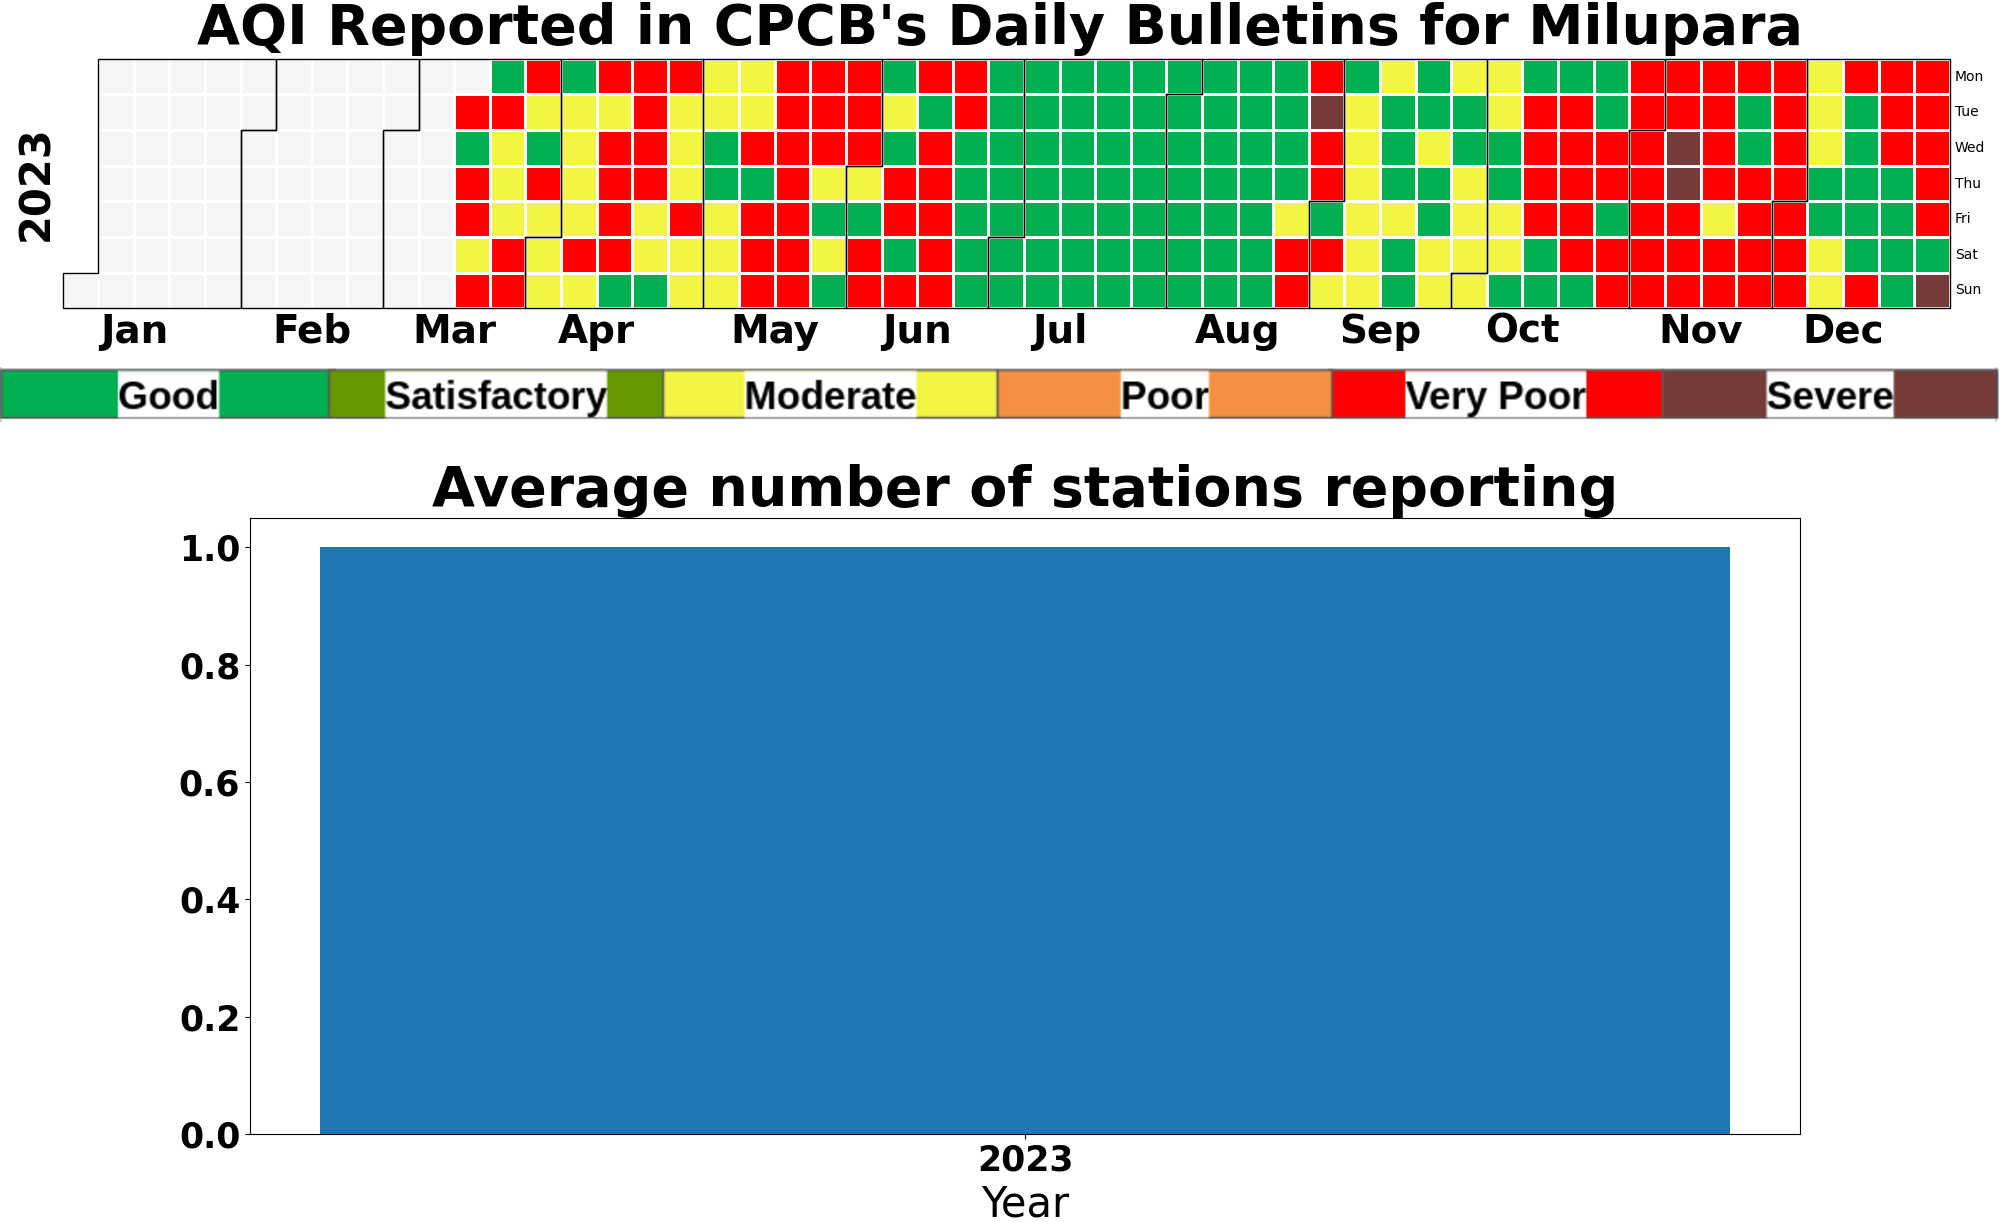 AQI Reported in CPCB's Daily Bulletins for Milupara
2023
Mon
Tue
Wed
Thu
Fri
Sat
Sun
Jan Feb Mar Apr May Jun Jul Aug Sep Oct Nov Dec
Good Satisfactory Moderate Poor Very Poor Severe
Average number of stations reporting
1.0
0.8
0.6
0.4
0.2
0.0
2023
Year